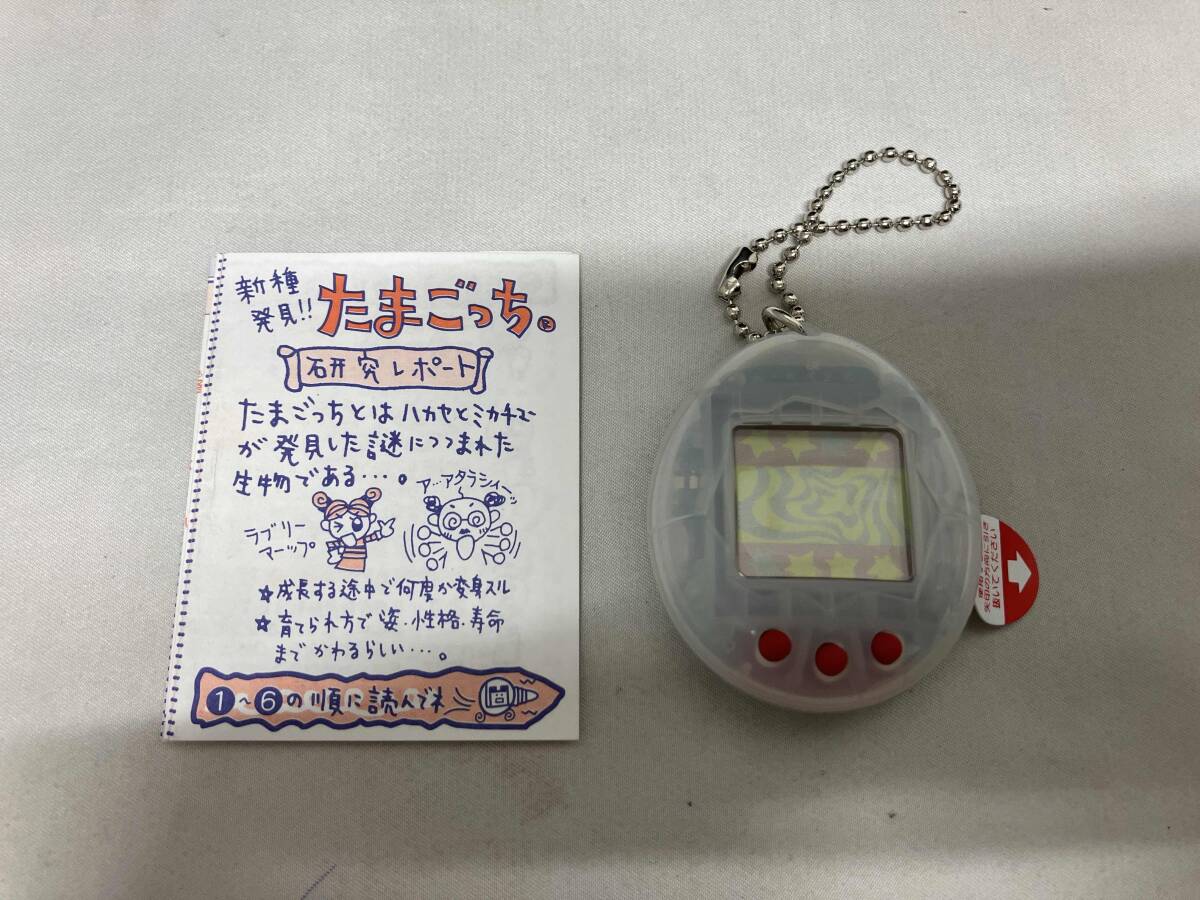 新種
発見!! たまごっち®
研究レポート
たまごっちとはハカセとミカチュー
が発見した謎につつまれた
生物である…。
ラブリー
マーップ
ア…アタラシイ〜ッ
☆成長する途中で何度か変身スル
☆育てられ方で姿・性格・寿命
までかわるらしい…。
1〜6の順に読んでネ